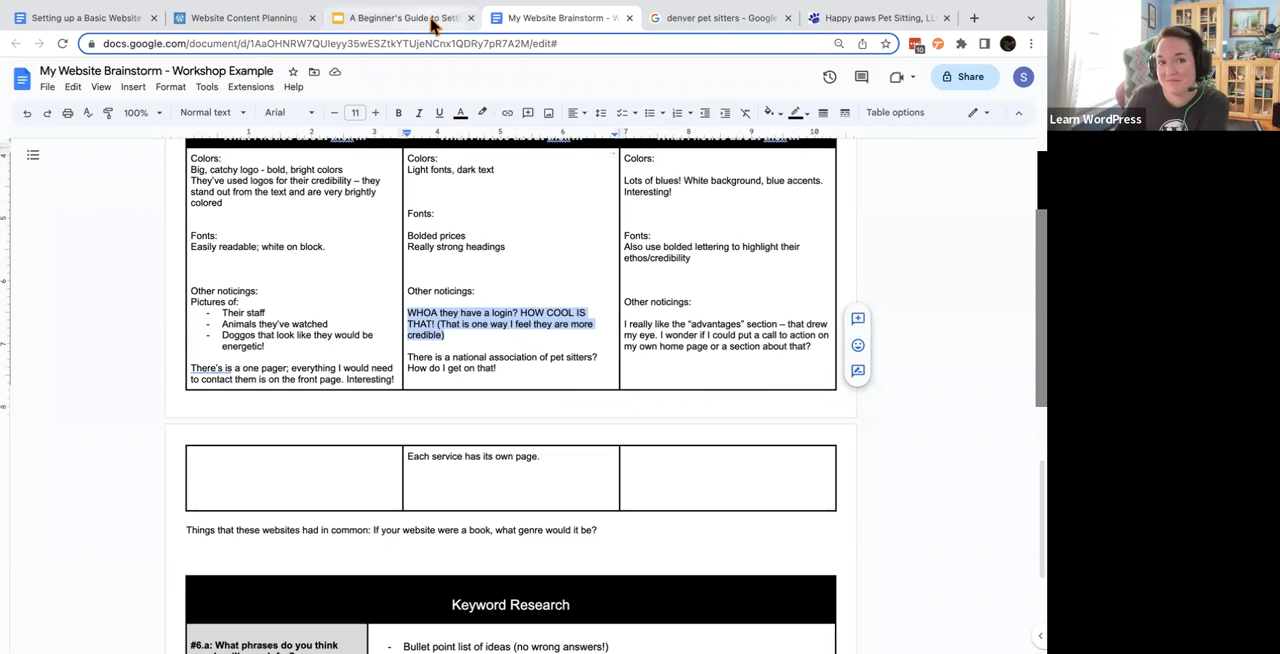 Setting up a Basic Website
Website Content Planning
A Beginner's Guide to Sett
My Website Brainstorm - W
denver pet sitters - Google
Happy paws Pet Sitting, LL
docs.google.com/document/d/1AaOHNRW7QUIeyy35wESZtkYTUjeNCnx1QDRy7pR7A2M/edit#
10
My Website Brainstorm - Workshop Example
File Edit View Insert Format Tools Extensions Help
Share
S
100%
Normal text
Arial
11
B I U A
Table options
Learn WordPress
1 2 3 4 5 6 7 8 9 10
Colors:
Big, catchy logo - bold, bright colors
They've used logos for their credibility – they
stand out from the text and are very brightly
colored
Fonts:
Easily readable; white on block.
Other noticings:
Pictures of:
- Their staff
- Animals they've watched
- Doggos that look like they would be
energetic!
There's is a one pager; everything I would need
to contact them is on the front page. Interesting!
Colors:
Light fonts, dark text
Fonts:
Bolded prices
Really strong headings
Other noticings:
WHOA they have a login? HOW COOL IS
THAT! (That is one way I feel they are more
credible)
There is a national association of pet sitters?
How do I get on that!
Colors:
Lots of blues! White background, blue accents.
Interesting!
Fonts:
Also use bolded lettering to highlight their
ethos/credibility
Other noticings:
I really like the "advantages" section – that drew
my eye. I wonder if I could put a call to action on
my own home page or a section about that?
Each service has its own page.
Things that these websites had in common: If your website were a book, what genre would it be?
Keyword Research
#6.a: What phrases do you think
- Bullet point list of ideas (no wrong answers!)